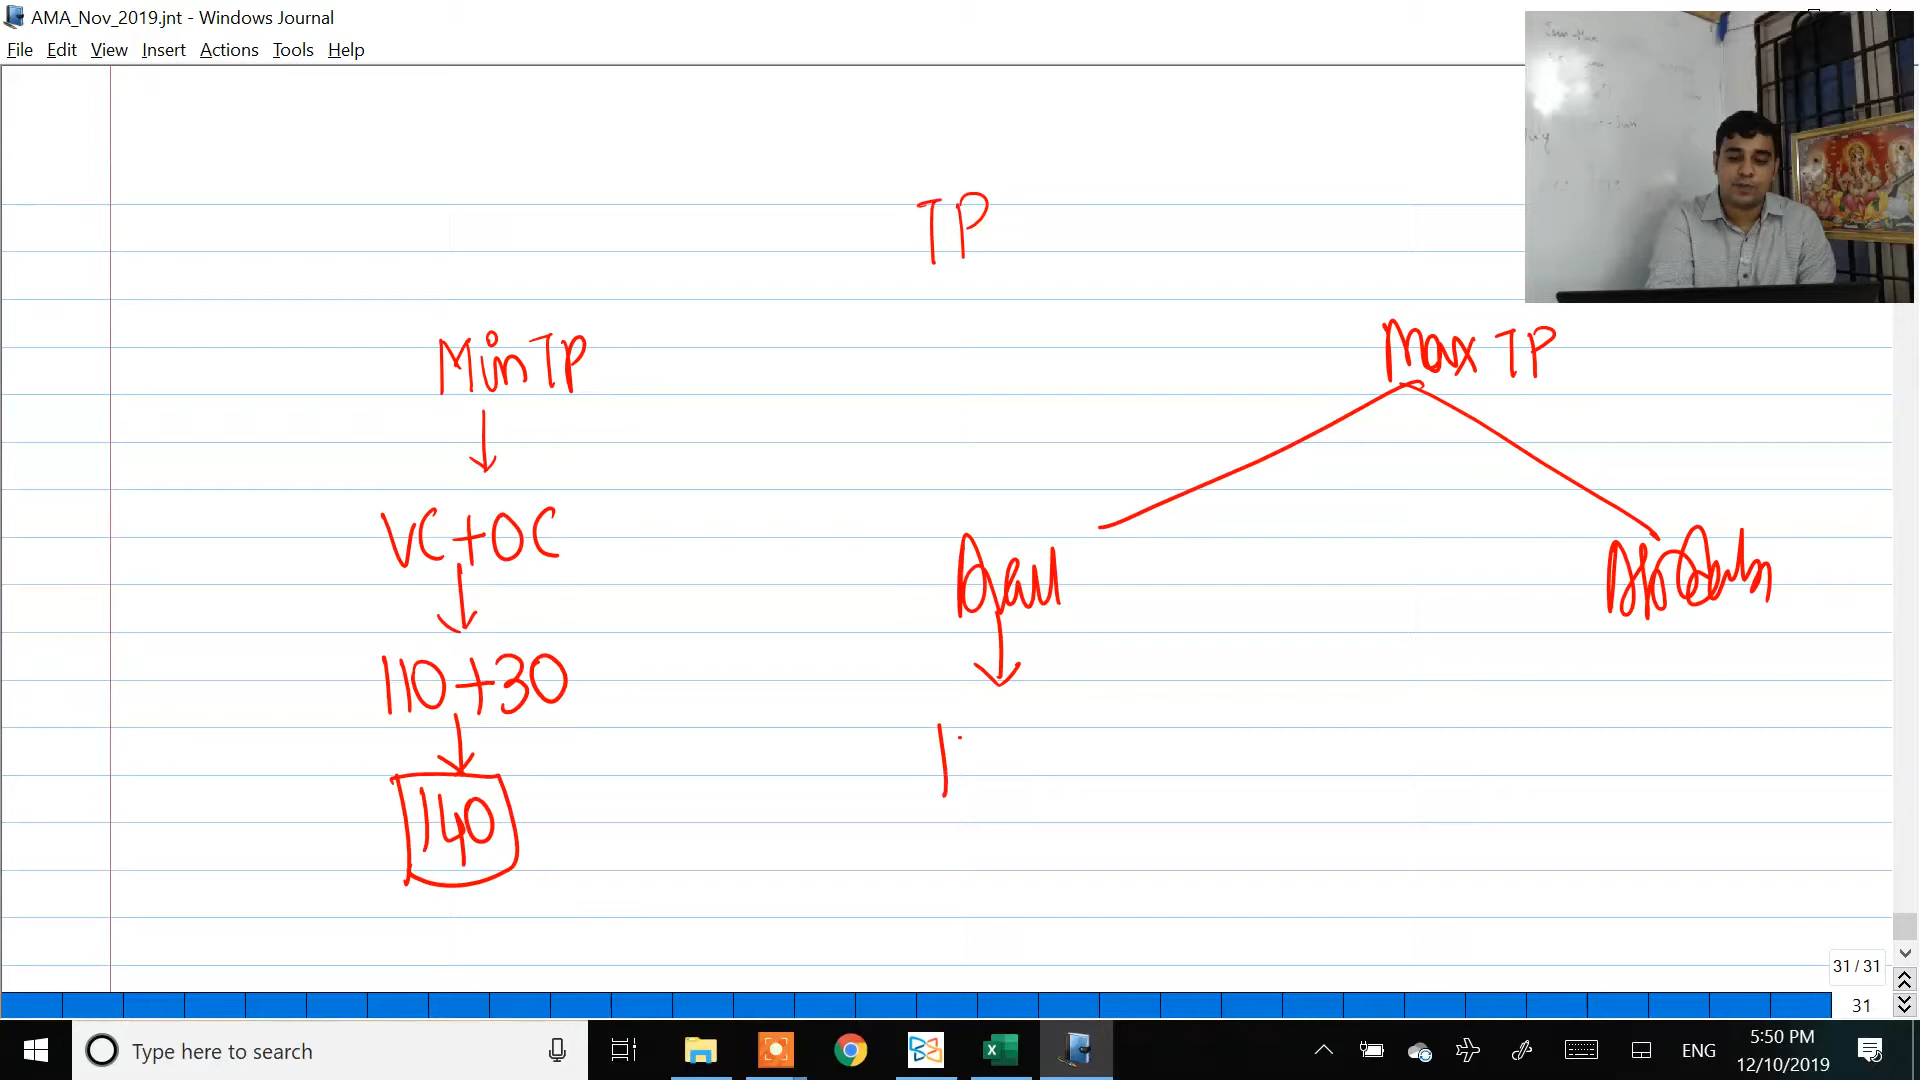 AMA_Nov_2019.jnt - Windows Journal
File Edit View Insert Actions Tools Help
TP
Min TP
Max TP
VC+OC
110+30
140
31 / 31
31
Type here to search
ENG
5:50 PM
12/10/2019